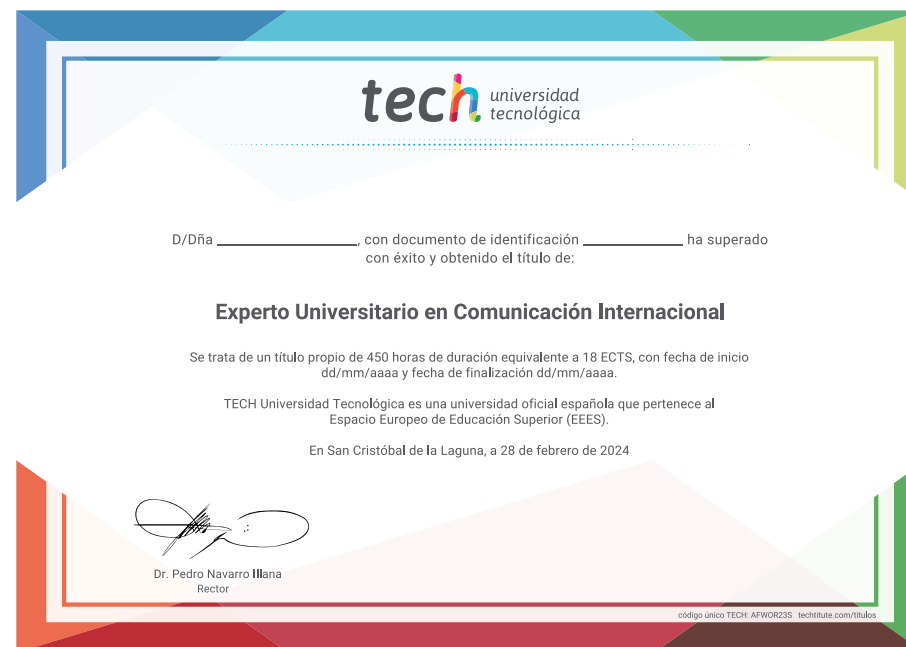 tech universidad
tecnológica
D/Dña ____________________, con documento de identificación ______________ ha superado
con éxito y obtenido el título de:
Experto Universitario en Comunicación Internacional
Se trata de un título propio de 450 horas de duración equivalente a 18 ECTS, con fecha de inicio
dd/mm/aaaa y fecha de finalización dd/mm/aaaa.
TECH Universidad Tecnológica es una universidad oficial española que pertenece al
Espacio Europeo de Educación Superior (EEES).
En San Cristóbal de la Laguna, a 28 de febrero de 2024
Dr. Pedro Navarro Illana
Rector
código único TECH: AFWOR23S techtitute.com/titulos